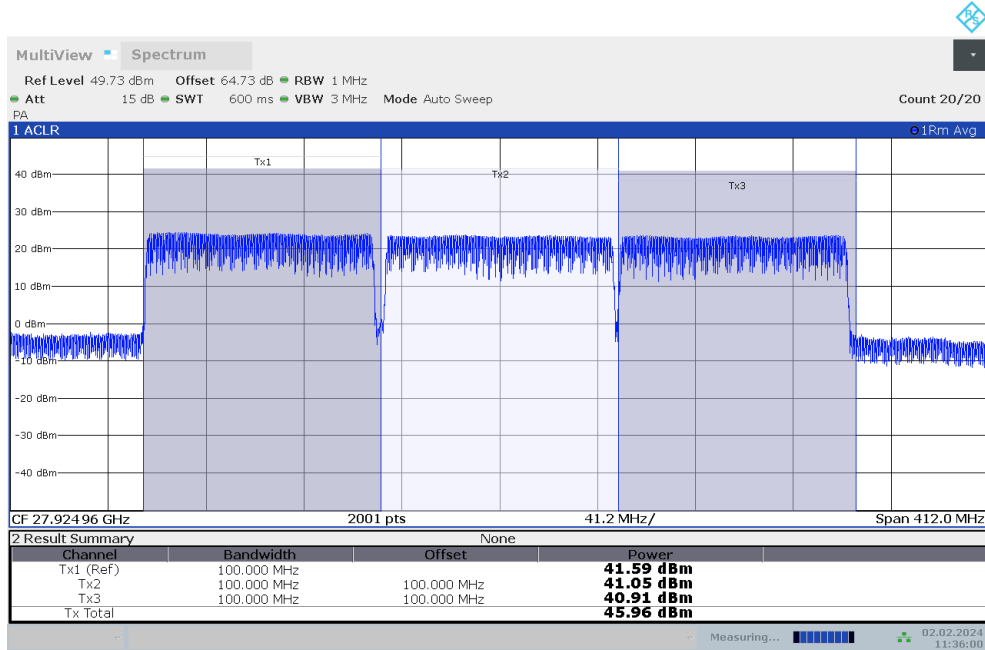 R&S
MultiView Spectrum
Ref Level 49.73 dBm Offset 64.73 dB RBW 1 MHz
Att 15 dB SWT 600 ms VBW 3 MHz Mode Auto Sweep Count 20/20
PA
1 ACLR 1Rm Avg
Tx1
Tx2
Tx3
40 dBm
30 dBm
20 dBm
10 dBm
0 dBm
-10 dBm
-20 dBm
-30 dBm
-40 dBm
CF 27.92496 GHz 2001 pts 41.2 MHz/ Span 412.0 MHz
2 Result Summary None
Channel Bandwidth Offset Power
Tx1 (Ref) 100.000 MHz 41.59 dBm
Tx2 100.000 MHz 100.000 MHz 41.05 dBm
Tx3 100.000 MHz 100.000 MHz 40.91 dBm
Tx Total 45.96 dBm
Measuring... 02.02.2024
11:36:00